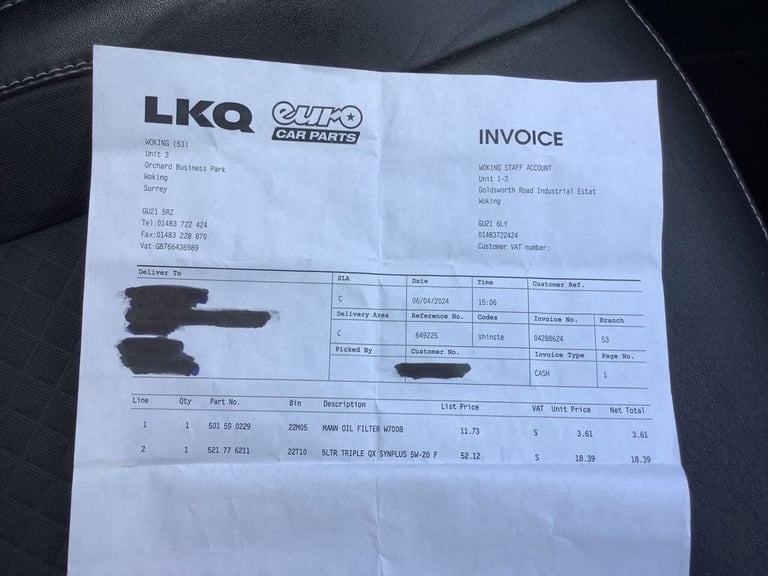 LKQ euro CAR PARTS
INVOICE
WOKING (53)
Unit 3
Orchard Business Park
Woking
Surrey
GU21 5RZ
Tel:01483 722 424
Fax:01483 228 870
Vat:GB766436989
WOKING STAFF ACCOUNT
Unit 1-3
Goldsworth Road Industrial Estat
Woking
GU21 6LY
01483722424
Customer VAT number:
Deliver To
SLA Date Time Customer Ref.
C 06/04/2024 15:06
Delivery Area Reference No. Codes Invoice No. Branch
C 649225 shinste 04288624 53
Picked By Customer No. Invoice Type Page No.
CASH 1
Line Qty Part No. Bin Description List Price VAT Unit Price Net Total
1 1 501 59 0229 22M05 MANN OIL FILTER W7008 11.73 S 3.61 3.61
2 1 521 77 6211 22T10 5LTR TRIPLE QX SYNPLUS 5W-20 F 52.12 S 18.39 18.39